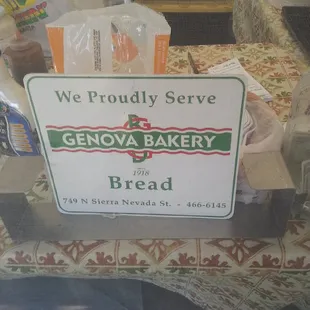 We Proudly Serve
GENOVA BAKERY
1918
Bread
749 N Sierra Nevada St. - 466-6145